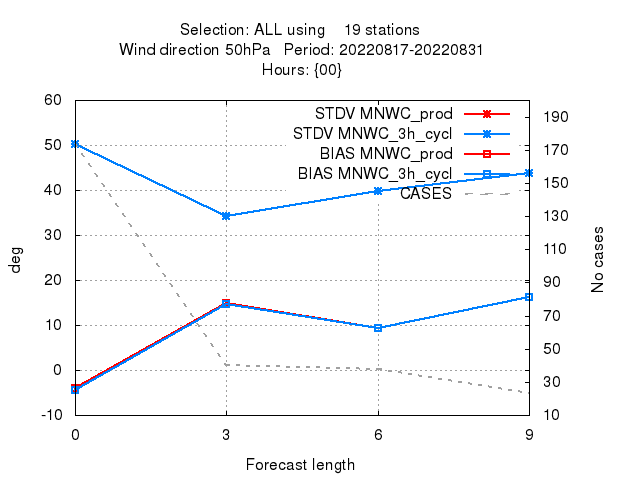 Selection: ALL using    19 stations
Wind direction 50hPa   Period: 20220817-20220831
Hours: {00}
STDV MNWC_prod
STDV MNWC_3h_cycl
BIAS MNWC_prod
BIAS MNWC_3h_cycl
CASES
deg
60
50
40
30
20
10
0
-10
No cases
190
170
150
130
110
90
70
50
30
10
0 3 6 9
Forecast length